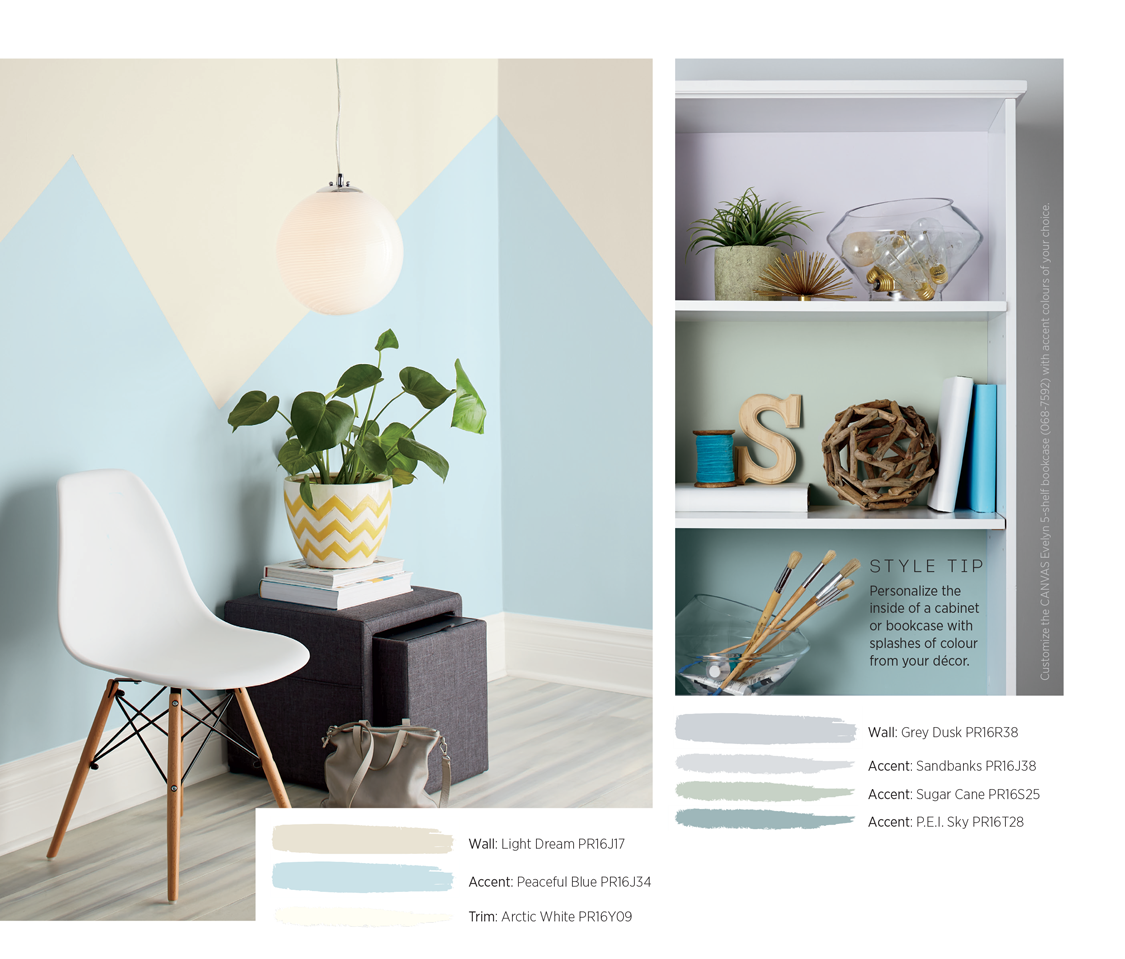 STYLE TIP
Personalize the
inside of a cabinet
or bookcase with
splashes of colour
from your décor.
Customize the CANVAS Evelyn 5-shelf bookcase (068-7592) with accent colours of your choice.
Wall: Grey Dusk PR16R38
Accent: Sandbanks PR16J38
Accent: Sugar Cane PR16S25
Accent: P.E.I. Sky PR16T28
Wall: Light Dream PR16J17
Accent: Peaceful Blue PR16J34
Trim: Arctic White PR16Y09
S